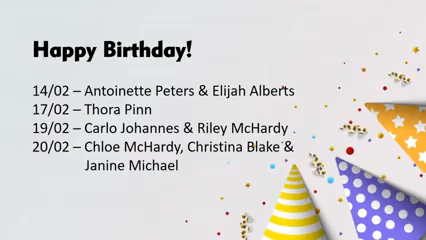 Happy Birthday!
14/02 – Antoinette Peters & Elijah Alberts
17/02 – Thora Pinn
19/02 – Carlo Johannes & Riley McHardy
20/02 – Chloe McHardy, Christina Blake &
Janine Michael